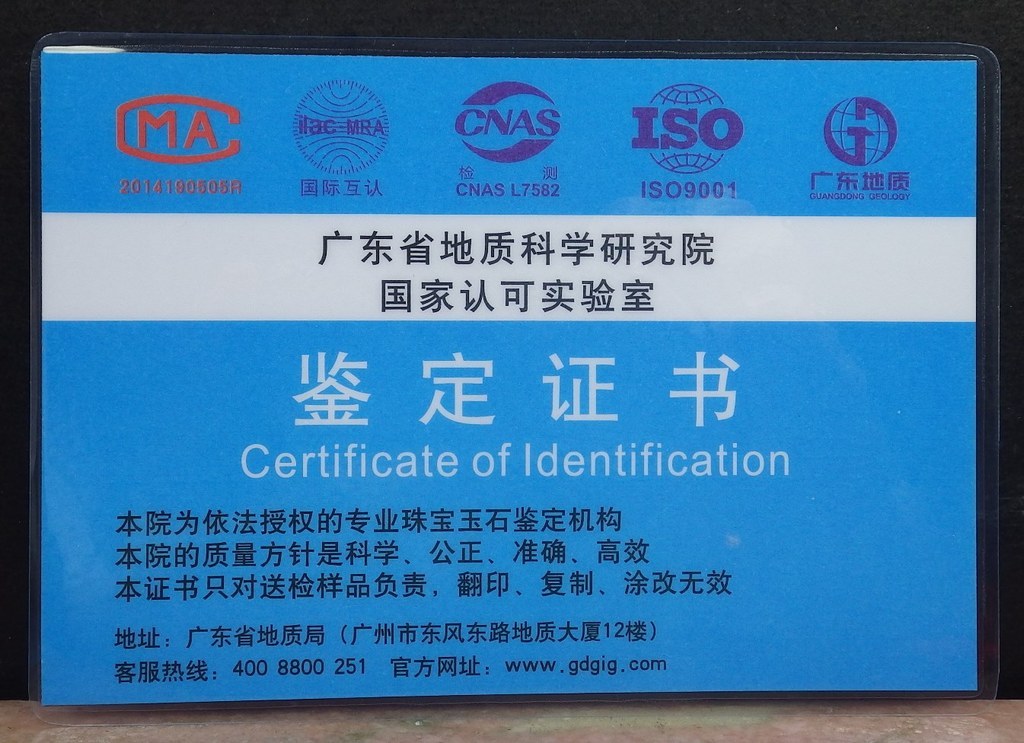 MA ilac-MRA CNAS ISO
2014190508R 国际互认 检测 CNAS L7582 ISO9001 广东地质 GUANGDONG GEOLOGY
广东省地质科学研究院
国家认可实验室
鉴定证书
Certificate of Identification
本院为依法授权的专业珠宝玉石鉴定机构
本院的质量方针是科学、公正、准确、高效
本证书只对送检样品负责，翻印、复制、涂改无效
地址：广东省地质局（广州市东风东路地质大厦12楼）
客服热线：400 8800 251 官方网址：www.gdgig.com